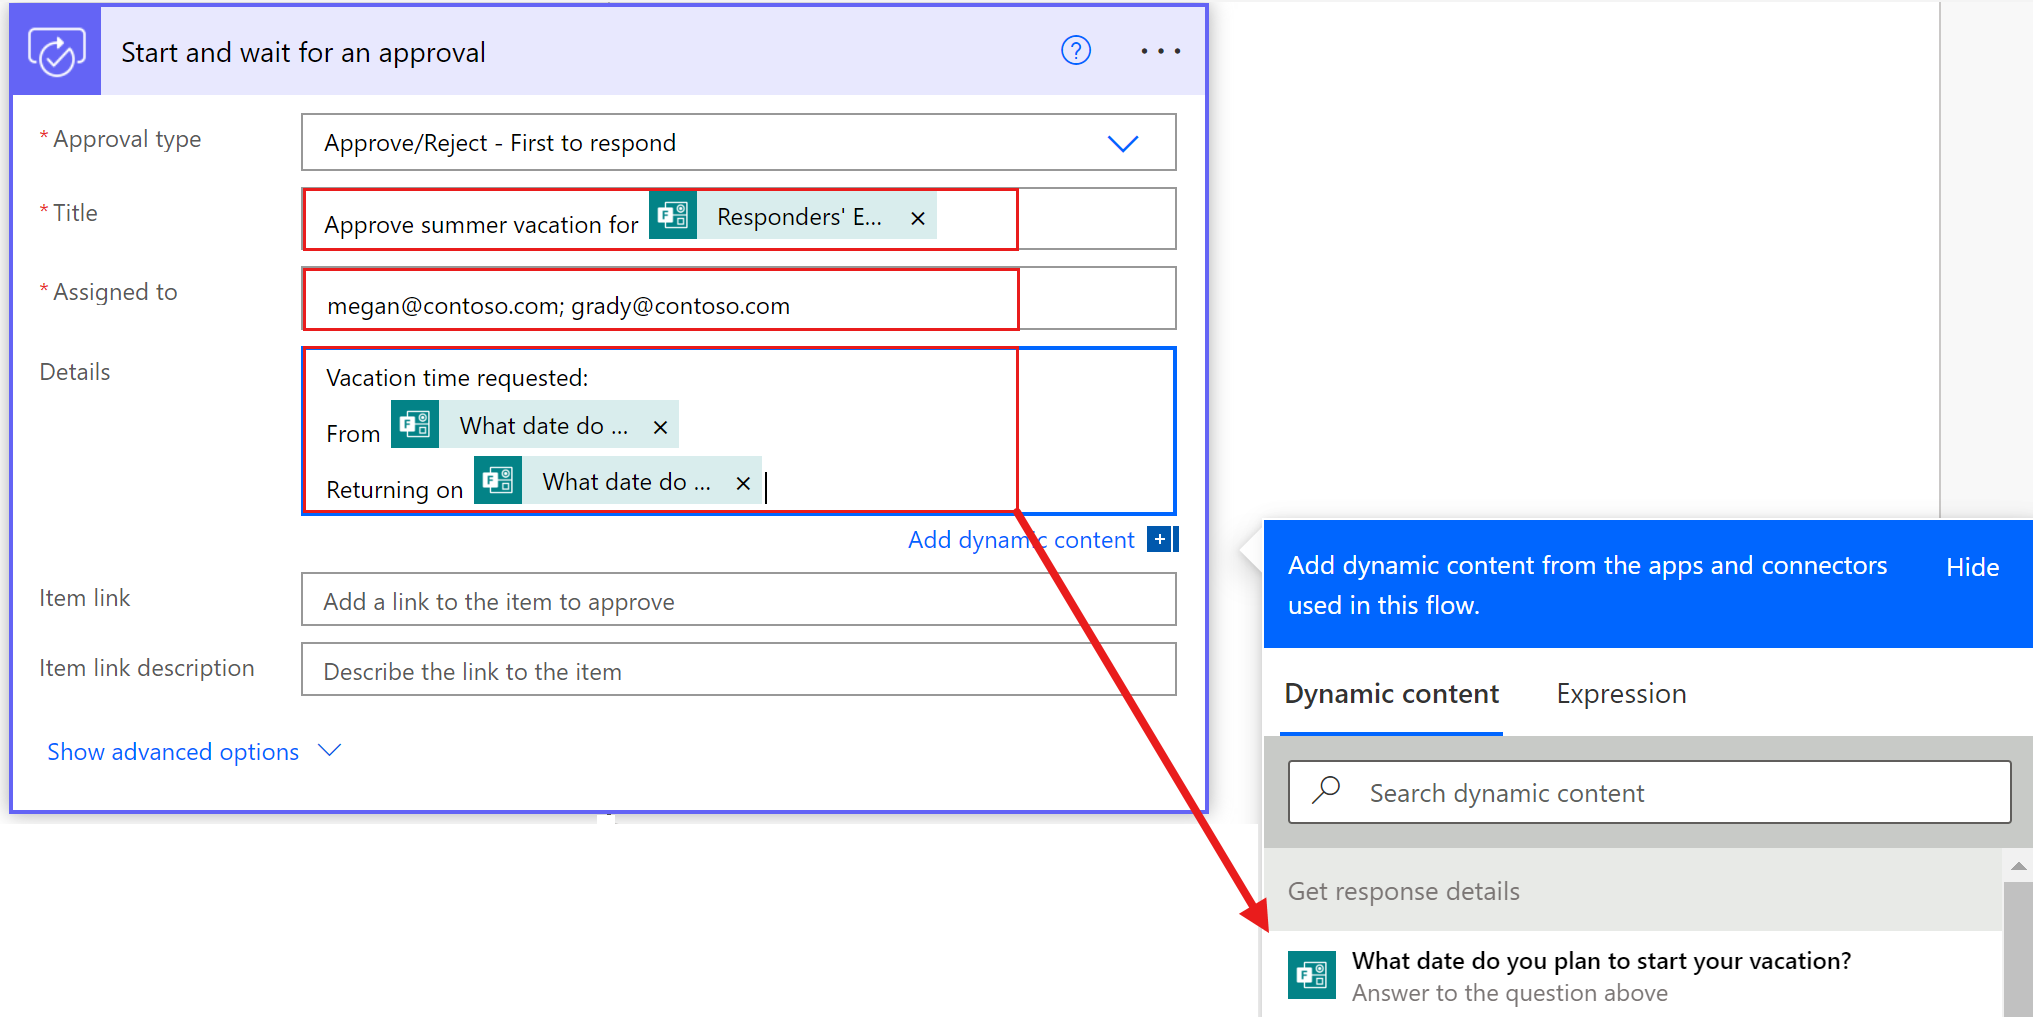 Start and wait for an approval
?
* Approval type
Approve/Reject - First to respond
* Title
Approve summer vacation for Responders' E... ×
* Assigned to
megan@contoso.com; grady@contoso.com
Details
Vacation time requested:
From What date do ... ×
Returning on What date do ... ×
Add dynamic content +
Item link
Add a link to the item to approve
Item link description
Describe the link to the item
Show advanced options
Add dynamic content from the apps and connectors
used in this flow.
Hide
Dynamic content
Expression
Search dynamic content
Get response details
What date do you plan to start your vacation?
Answer to the question above